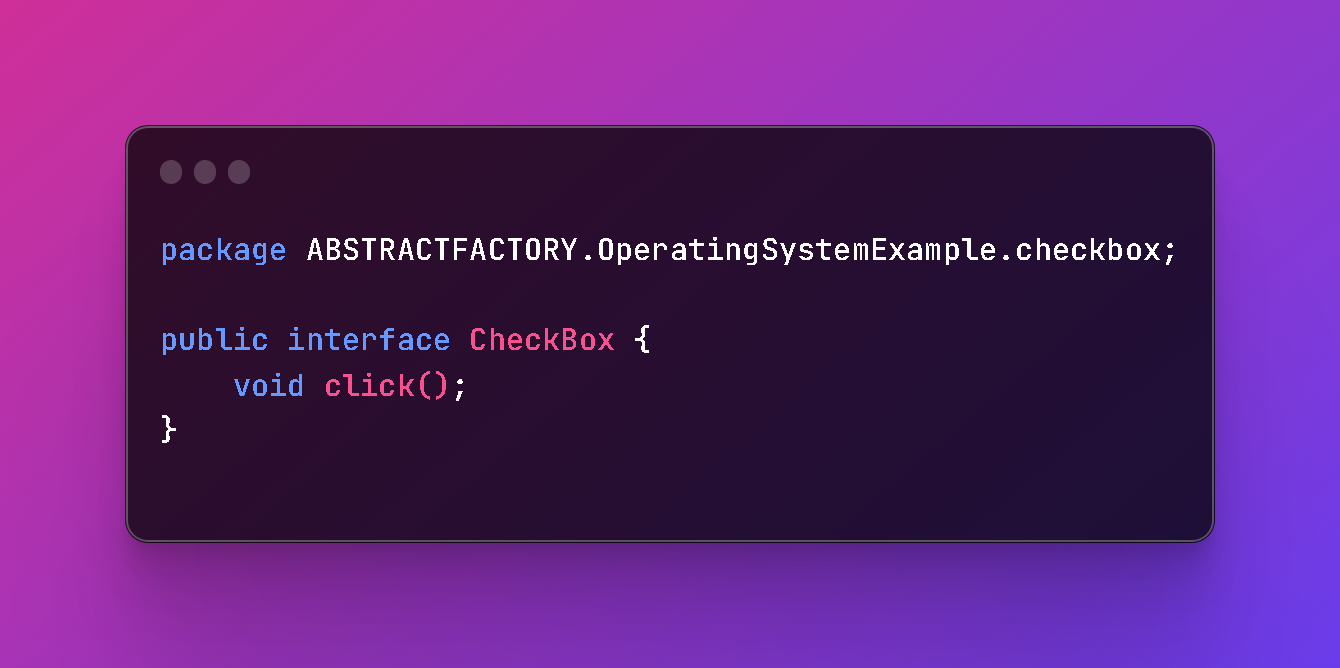 package ABSTRACTFACTORY.OperatingSystemExample.checkbox;
public interface CheckBox {
    void click();
}